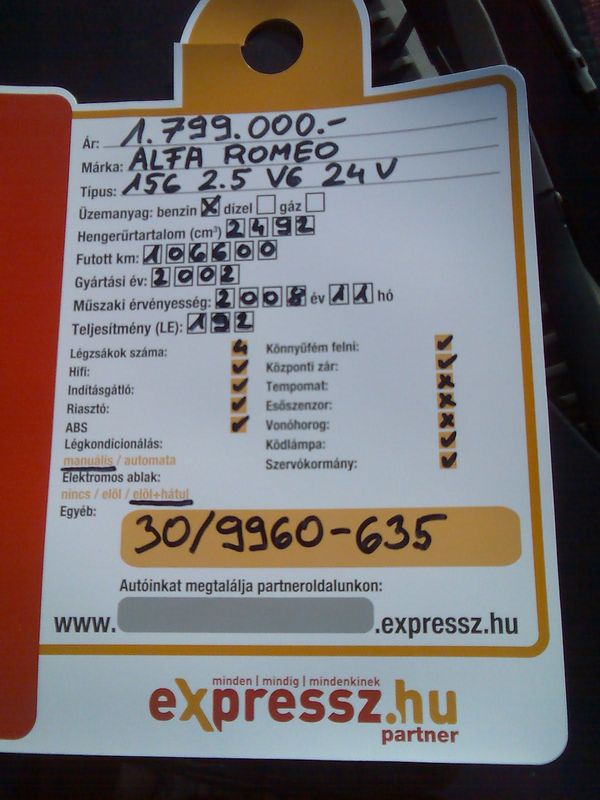 Ár: 1.799.000.-
Márka: ALFA ROMEO
Típus: 156 2.5 V6 24V
Üzemanyag: benzin X dízel gáz
Hengerűrtartalom (cm³) 2492
Futott km: 106600
Gyártási év: 2002
Műszaki érvényesség: 2008 év 11 hó
Teljesítmény (LE): 192
Légzsákok száma: 4 Könnyűfém felni: ✓
Hifi: ✓ Központi zár: ✓
Indításgátló: ✓ Tempomat: X
Riasztó: ✓ Esőszenzor: X
ABS ✓ Vonóhorog: X
Légkondicionálás: Ködlámpa: ✓
manuális / automata Szervókormány: ✓
Elektromos ablak:
nincs / elöl / elöl+hátul
Egyéb: 30/9960-635
Autóinkat megtalálja partneroldalunkon:
www. .expressz.hu
minden | mindig | mindenkinek
expressz.hu
partner